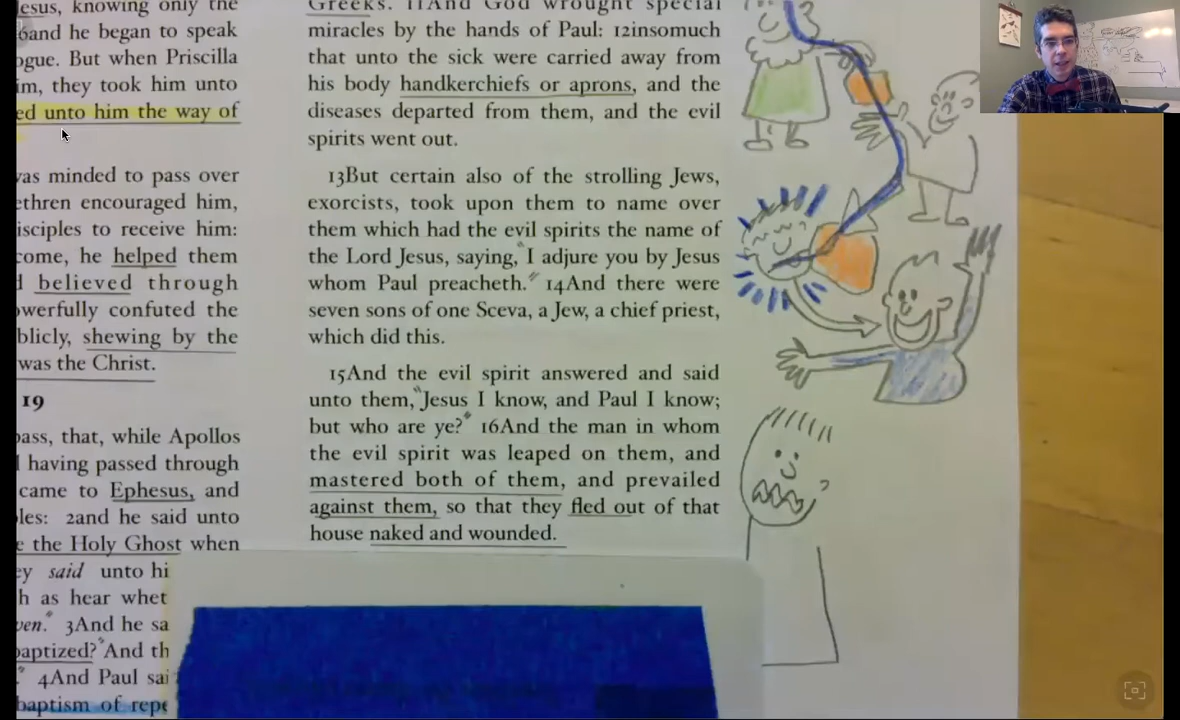 esus, knowing only the
6and he began to speak
ogue. But when Priscilla
im, they took him unto
ed unto him the way of
was minded to pass over
ethren encouraged him,
isciples to receive him:
come, he helped them
d believed through
owerfully confuted the
blicly, shewing by the
was the Christ.
19
pass, that, while Apollos
l having passed through
came to Ephesus, and
les: 2and he said unto
e the Holy Ghost when
ey said unto hi
h as hear whet
ven." 3And he sa
baptized?" And th
" 4And Paul sai
baptism of repe
Greeks. 11And God wrought special
miracles by the hands of Paul: 12insomuch
that unto the sick were carried away from
his body handkerchiefs or aprons, and the
diseases departed from them, and the evil
spirits went out.
13But certain also of the strolling Jews,
exorcists, took upon them to name over
them which had the evil spirits the name of
the Lord Jesus, saying, "I adjure you by Jesus
whom Paul preacheth." 14And there were
seven sons of one Sceva, a Jew, a chief priest,
which did this.
15And the evil spirit answered and said
unto them, "Jesus I know, and Paul I know;
but who are ye?" 16And the man in whom
the evil spirit was leaped on them, and
mastered both of them, and prevailed
against them, so that they fled out of that
house naked and wounded.